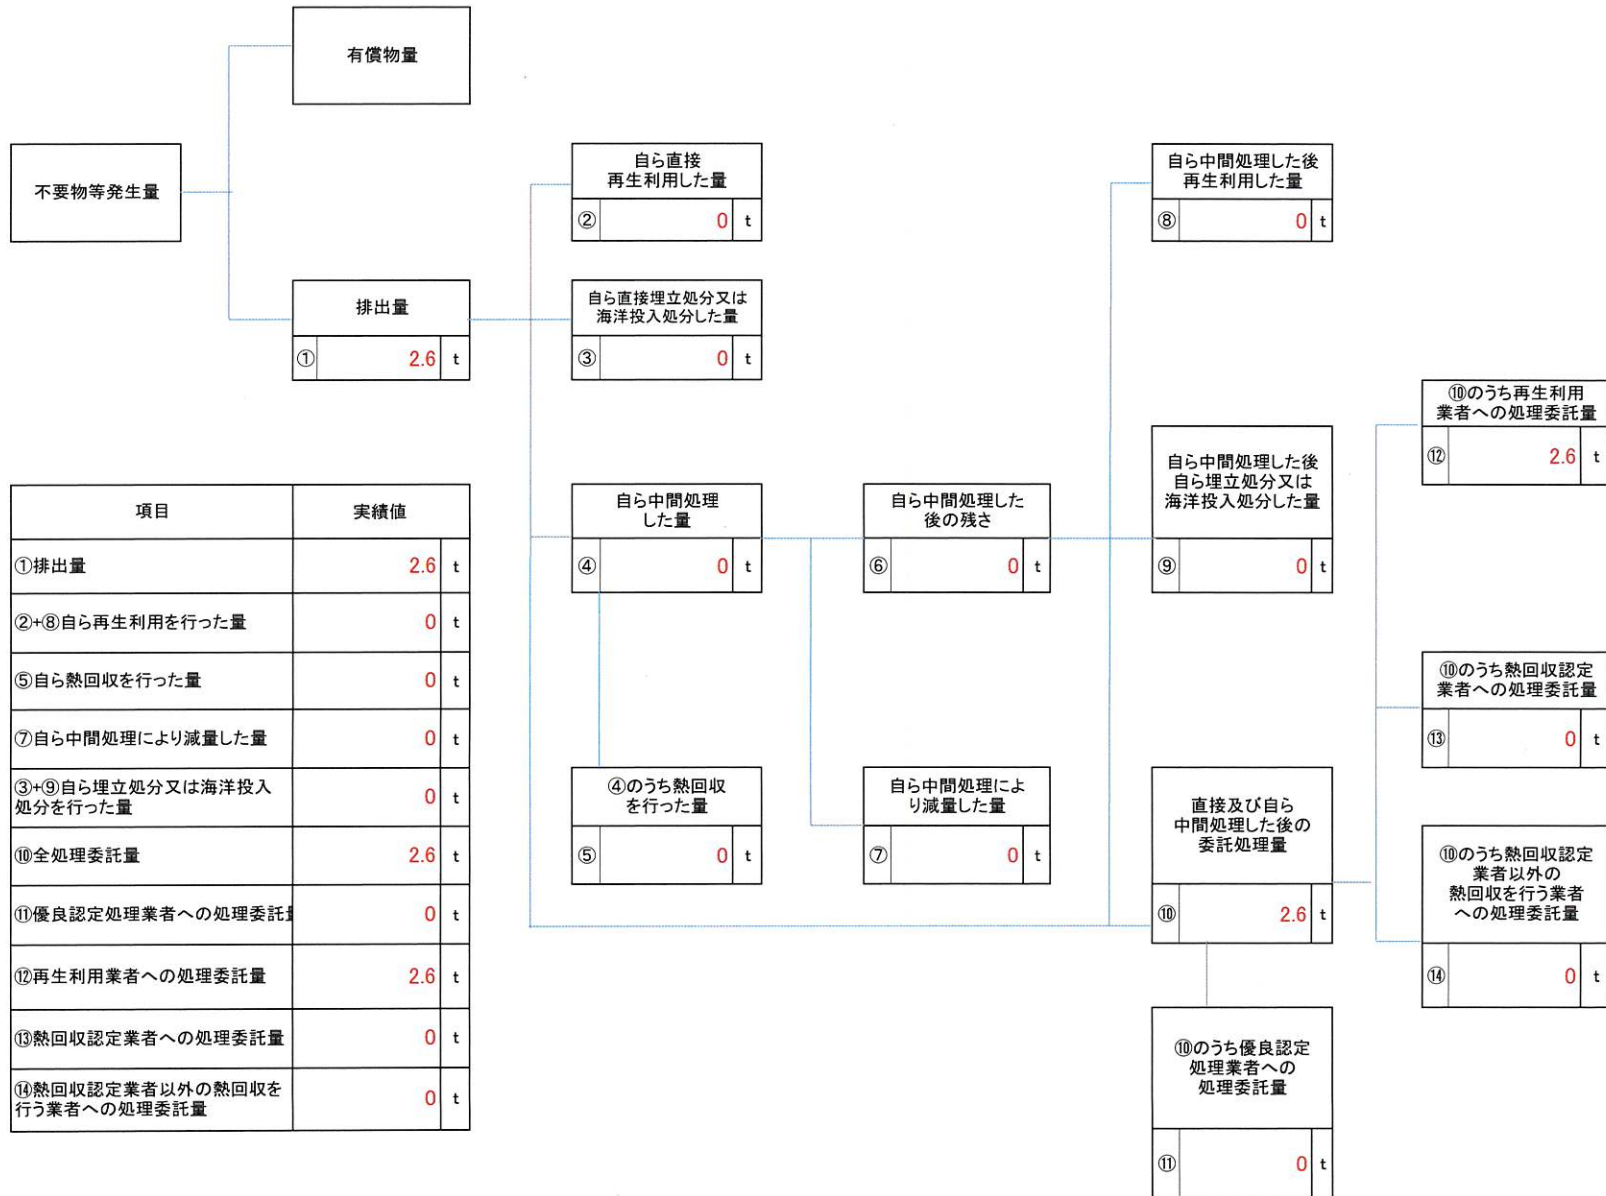 有償物量
不要物等発生量
自ら直接
再生利用した量
② 0 t
自ら中間処理した後
再生利用した量
⑧ 0 t
排出量
① 2.6 t
自ら直接埋立処分又は
海洋投入処分した量
③ 0 t
⑩のうち再生利用
業者への処理委託量
⑫ 2.6 t
自ら中間処理
した量
④ 0 t
自ら中間処理した
後の残さ
⑥ 0 t
自ら中間処理した後
自ら埋立処分又は
海洋投入処分した量
⑨ 0 t
⑩のうち熱回収認定
業者への処理委託量
⑬ 0 t
④のうち熱回収
を行った量
⑤ 0 t
自ら中間処理によ
り減量した量
⑦ 0 t
直接及び自ら
中間処理した後の
委託処理量
⑩ 2.6 t
⑩のうち熱回収認定
業者以外の
熱回収を行う業者
への処理委託量
⑭ 0 t
⑩のうち優良認定
処理業者への
処理委託量
⑪ 0 t
項目 実績値
①排出量 2.6 t
②+⑧自ら再生利用を行った量 0 t
⑤自ら熱回収を行った量 0 t
⑦自ら中間処理により減量した量 0 t
③+⑨自ら埋立処分又は海洋投入
処分を行った量 0 t
⑩全処理委託量 2.6 t
⑪優良認定処理業者への処理委託 0 t
⑫再生利用業者への処理委託量 2.6 t
⑬熱回収認定業者への処理委託量 0 t
⑭熱回収認定業者以外の熱回収を
行う業者への処理委託量 0 t